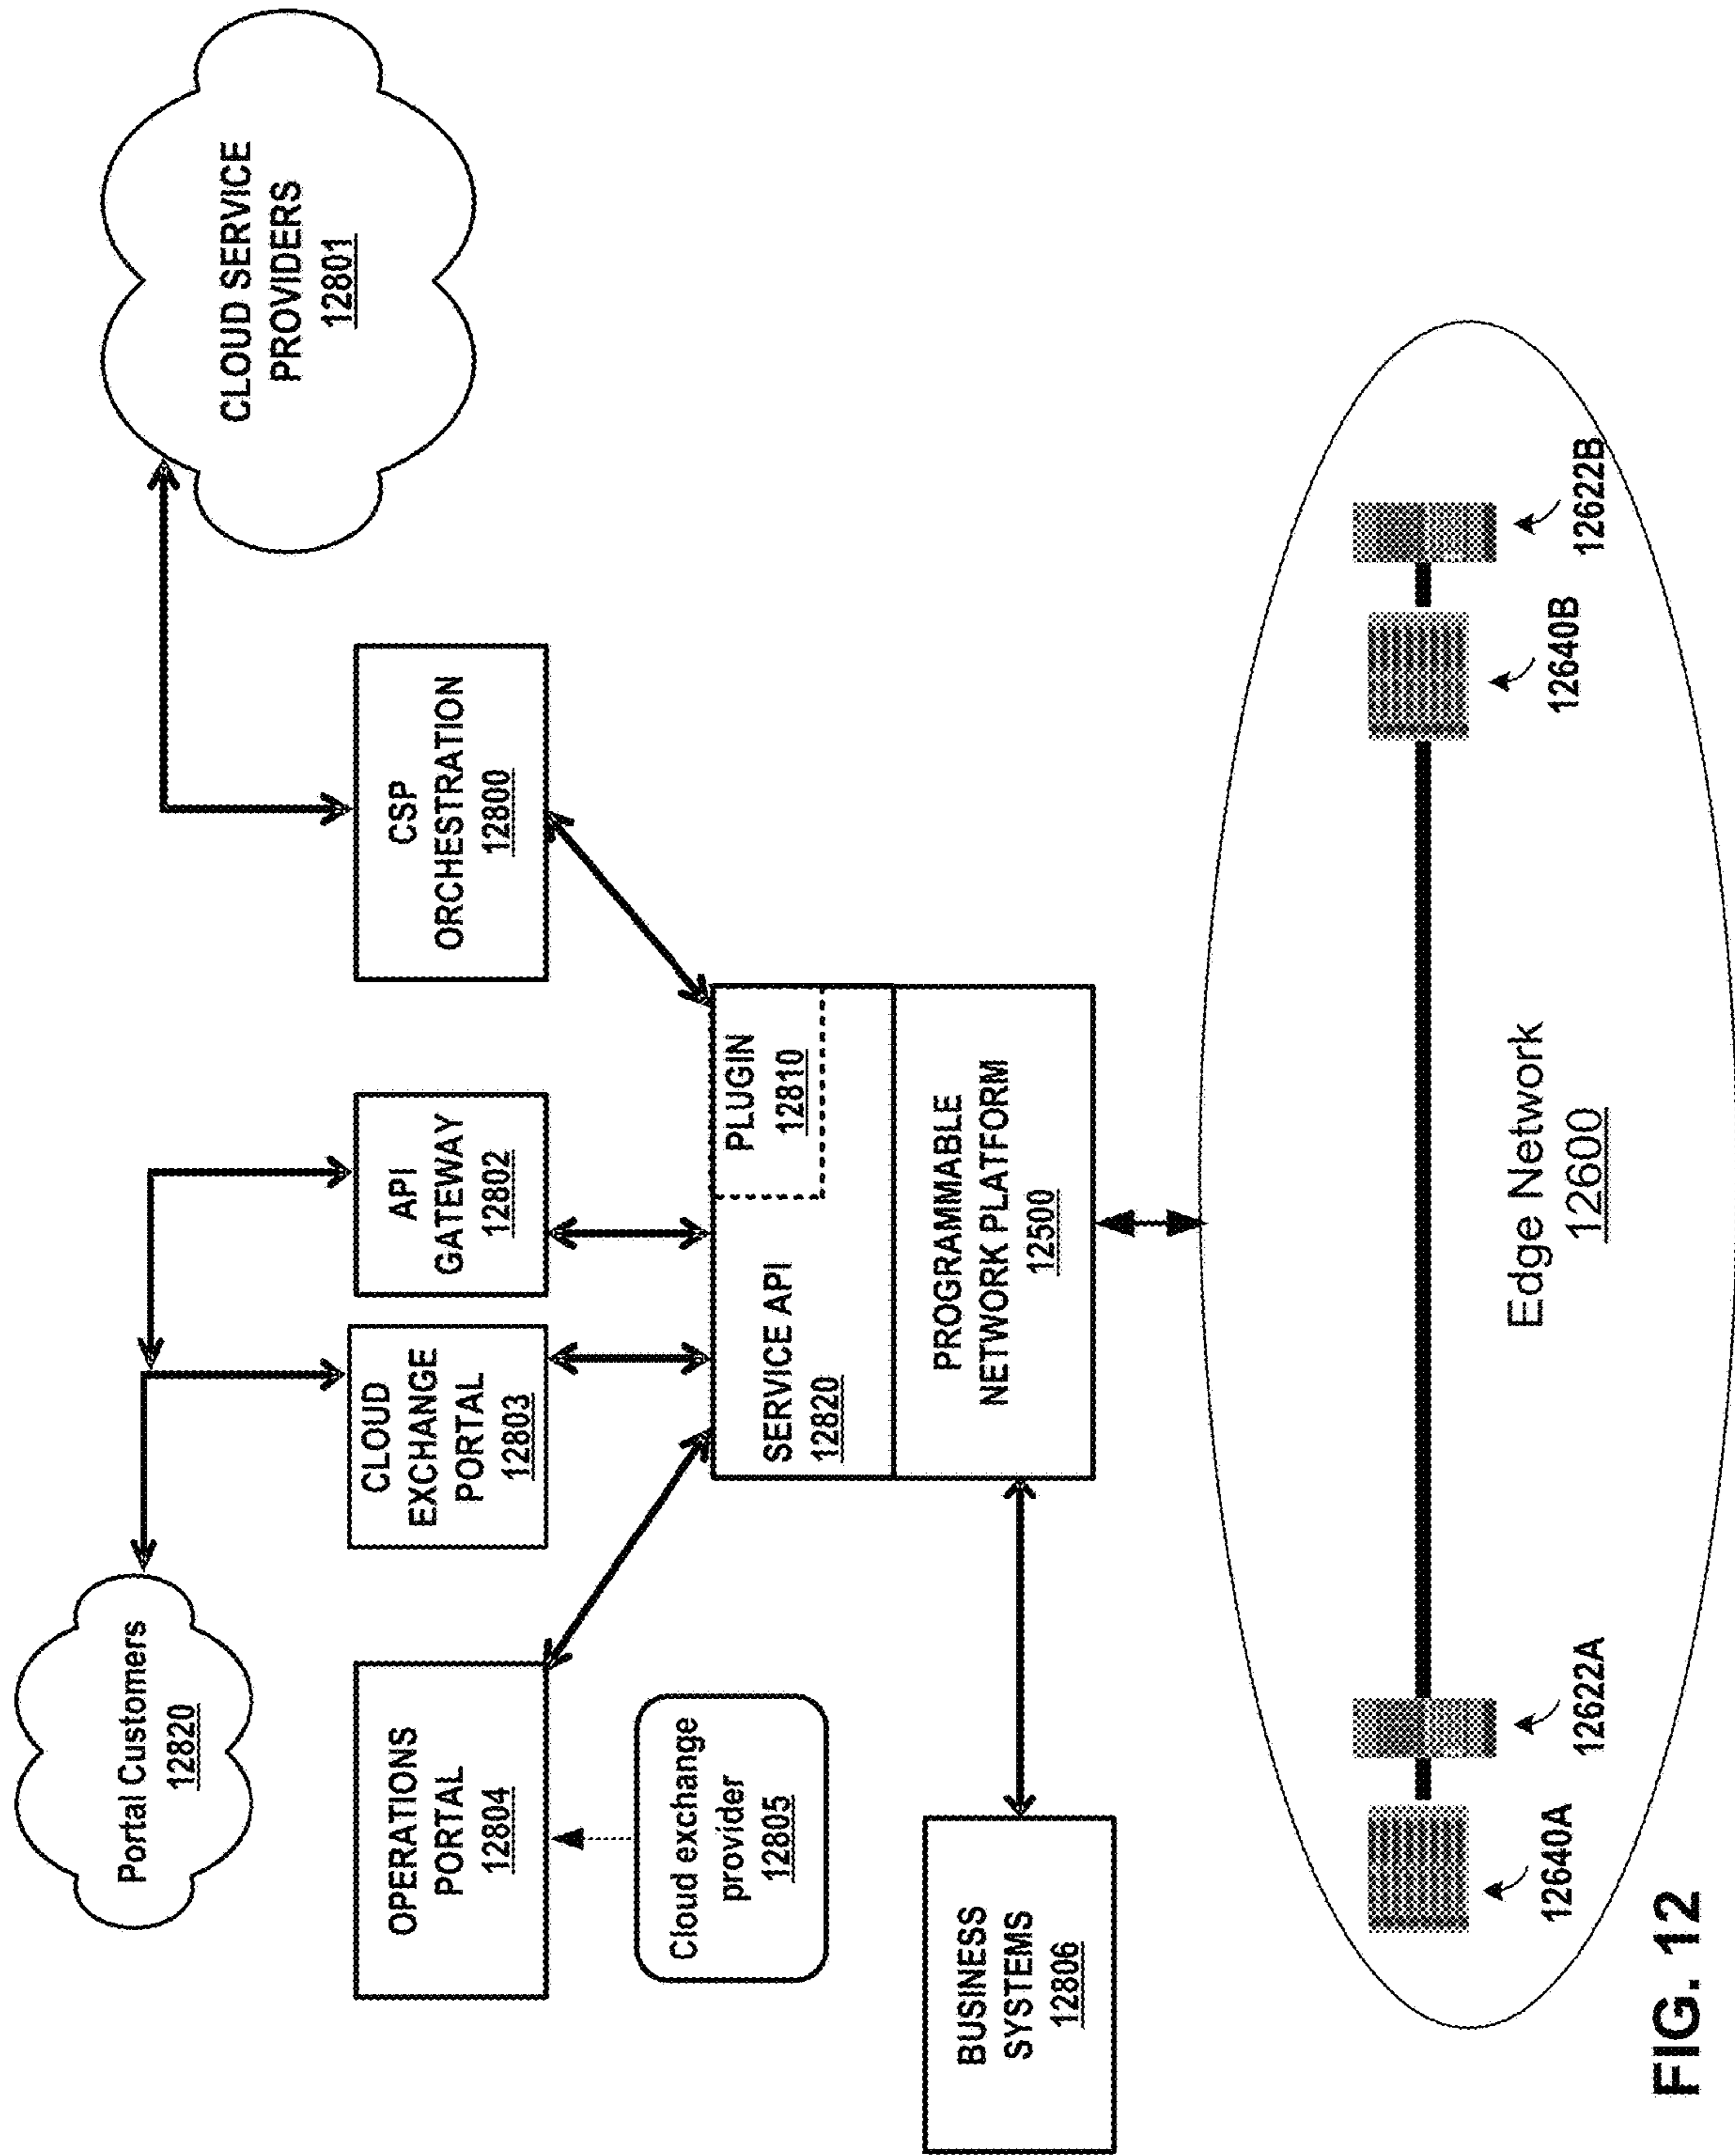 Portal Customers
12820
CLOUD SERVICE
PROVIDERS
12801
OPERATIONS
PORTAL
12804
CLOUD
EXCHANGE
PORTAL
12803
API
GATEWAY
12802
CSP
ORCHESTRATION
12800
Cloud exchange
provider
12805
SERVICE API
12820
PLUGIN
12810
BUSINESS
SYSTEMS
12806
PROGRAMMABLE
NETWORK PLATFORM
12500
12640A
12622A
Edge Network
12600
12640B
12622B
FIG. 12